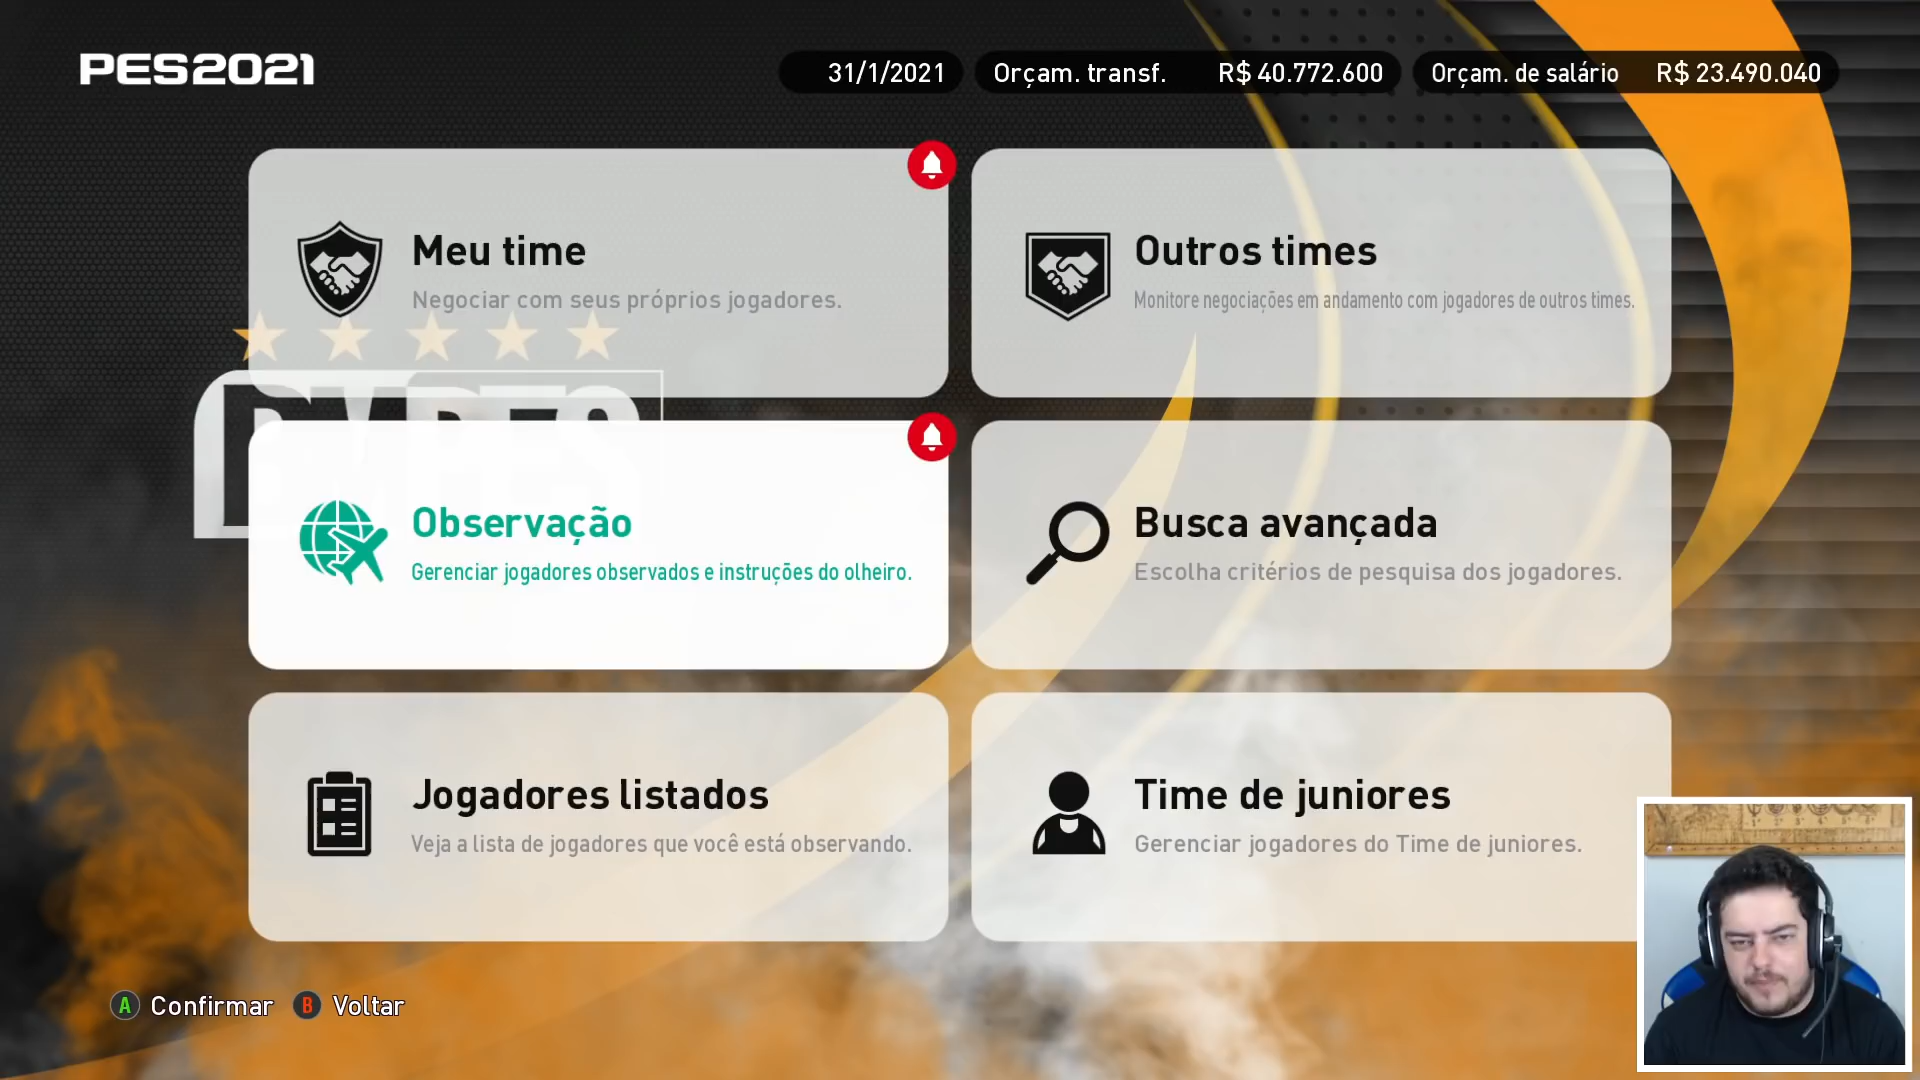 PES2021
31/1/2021
Orçam. transf. R$ 40.772.600
Orçam. de salário R$ 23.490.040
Meu time
Negociar com seus próprios jogadores.
Outros times
Monitore negociações em andamento com jogadores de outros times.
Observação
Gerenciar jogadores observados e instruções do olheiro.
Busca avançada
Escolha critérios de pesquisa dos jogadores.
Jogadores listados
Veja a lista de jogadores que você está observando.
Time de juniores
Gerenciar jogadores do Time de juniores.
A Confirmar B Voltar